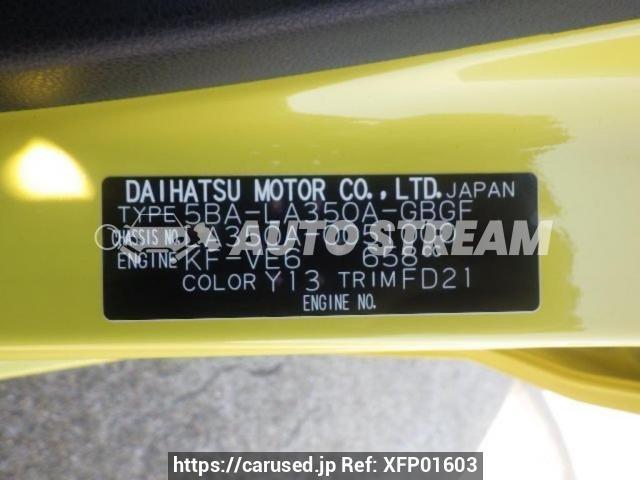 DAIHATSU MOTOR CO., LTD. JAPAN
TYPE 5BA-LA350A-GBGF
CHASSIS NO.
AUTO STREAM
ENGINE KF-VE6 658cc
COLOR Y13 TRIM FD21
ENGINE NO.
https://carused.jp Ref: XFP01603